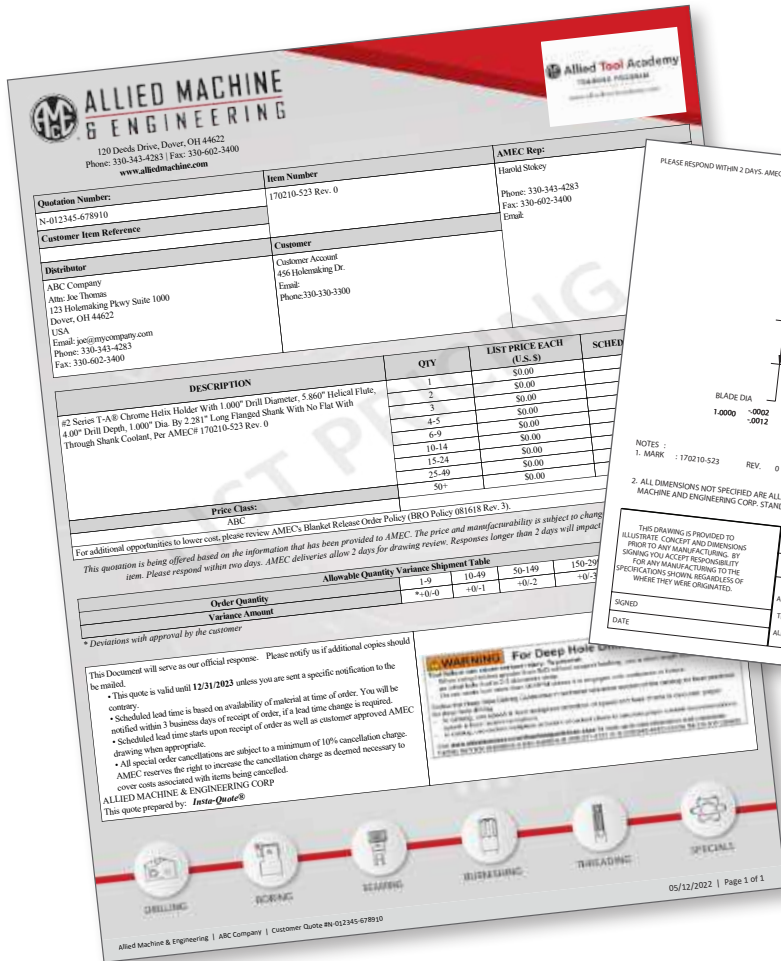 ALLIED MACHINE
& ENGINEERING
120 Deeds Drive, Dover, OH 44622
Phone: 330-343-4283 | Fax: 330-602-3400
www.alliedmachine.com
Allied Tool Academy
TRAINING PROGRAM
Quotation Number:
N-012345-678910
Customer Item Reference
Item Number
170210-523 Rev. 0
AMEC Rep:
Harold Stokey
Phone: 330-343-4283
Fax: 330-602-3400
Email:
Distributor
ABC Company
Attn: Joe Thomas
123 Holemaking Pkwy Suite 1000
Dover, OH 44622
USA
Email: joe@mycompany.com
Phone: 330-343-4283
Fax: 330-602-3400
Customer
Customer Account
456 Holemaking Dr.
Email:
Phone:330-330-3300
LIST PRICING
DESCRIPTION
#2 Series T-A® Chrome Helix Holder With 1.000" Drill Diameter, 5.860" Helical Flute,
4.00" Drill Depth, 1.000" Dia. By 2.281" Long Flanged Shank With No Flat With
Through Shank Coolant, Per AMEC# 170210-523 Rev. 0
QTY LIST PRICE EACH (U.S. $) SCHED
1 $0.00
2 $0.00
3 $0.00
4-5 $0.00
6-9 $0.00
10-14 $0.00
15-24 $0.00
25-49 $0.00
50+ $0.00
Price Class:
ABC
For additional opportunities to lower cost, please review AMEC's Blanket Release Order Policy (BRO Policy 081618 Rev. 3).
This quotation is being offered based on the information that has been provided to AMEC. The price and manufacturability is subject to chang
item. Please respond within two days. AMEC deliveries allow 2 days for drawing review. Responses longer than 2 days will impact
Allowable Quantity Variance Shipment Table
Order Quantity 1-9 10-49 50-149 150-29
Variance Amount *+0/-0 +0/-1 +0/-2 +0/-3
* Deviations with approval by the customer
This Document will serve as our official response. Please notify us if additional copies should
be mailed.
• This quote is valid until 12/31/2023 unless you are sent a specific notification to the
contrary.
• Scheduled lead time is based on availability of material at time of order. You will be
notified within 3 business days of receipt of order, if a lead time change is required.
• Scheduled lead time starts upon receipt of order as well as customer approved AMEC
drawing when appropriate.
• All special order cancellations are subject to a minimum of 10% cancellation charge.
AMEC reserves the right to increase the cancellation charge as deemed necessary to
cover costs associated with items being cancelled.
ALLIED MACHINE & ENGINEERING CORP
This quote prepared by: Insta-Quote®
WARNING For Deep Hole
DRILLING
BORING
REAMING
BURNISHING
THREADING
SPECIALS
Allied Machine & Engineering | ABC Company | Customer Quote #N-012345-678910
05/12/2022 | Page 1 of 1
PLEASE RESPOND WITHIN 2 DAYS. AMEC
BLADE DIA
1.0000 -.0002
-.0012
NOTES :
1. MARK : 170210-523 REV. 0
2. ALL DIMENSIONS NOT SPECIFIED ARE ALL
MACHINE AND ENGINEERING CORP. STAND
THIS DRAWING IS PROVIDED TO
ILLUSTRATE CONCEPT AND DIMENSIONS
PRIOR TO ANY MANUFACTURING. BY
SIGNING YOU ACCEPT RESPONSIBILITY
FOR ANY MANUFACTURING TO THE
SPECIFICATIONS SHOWN, REGARDLESS OF
WHERE THEY WERE ORIGINATED.
SIGNED
DATE